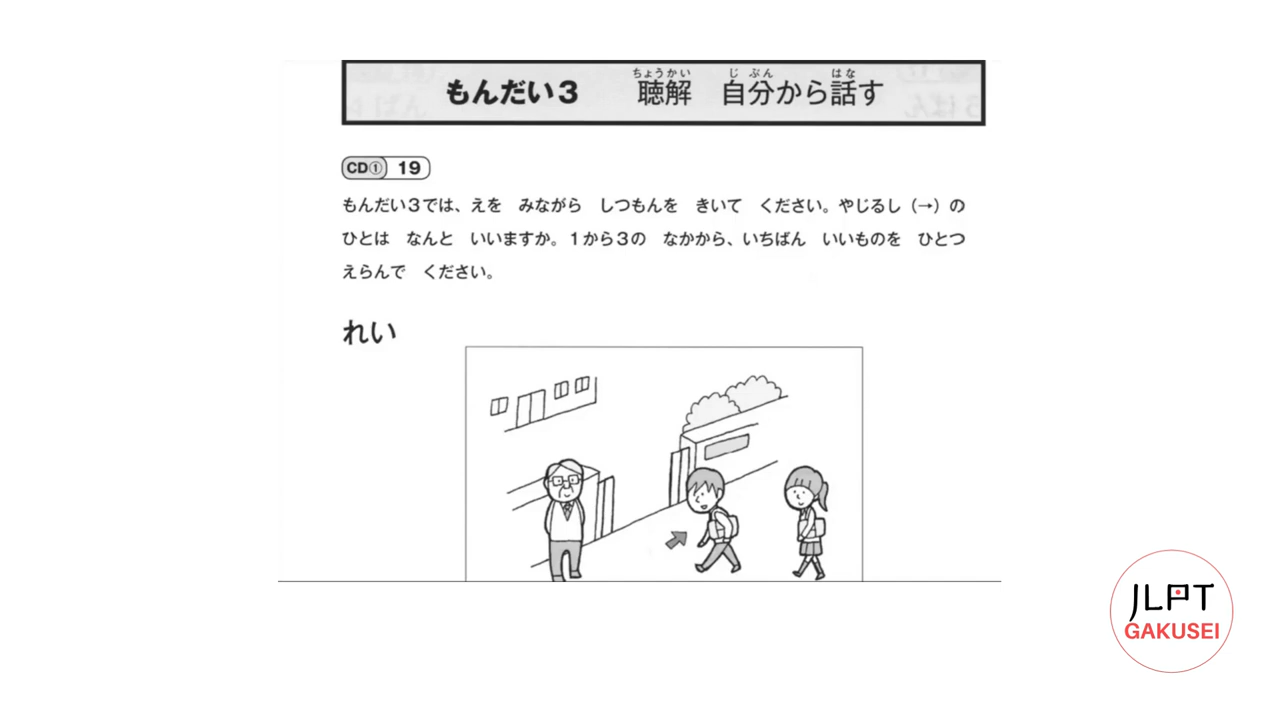 もんだい3　聴解　自分から話す
ちょうかい　じぶん　はな
CD① 19
もんだい3では、えを　みながら　しつもんを　きいて　ください。やじるし（→）の
ひとは　なんと　いいますか。1から3の　なかから、いちばん　いいものを　ひとつ
えらんで　ください。
れい
JLPT
GAKUSEI